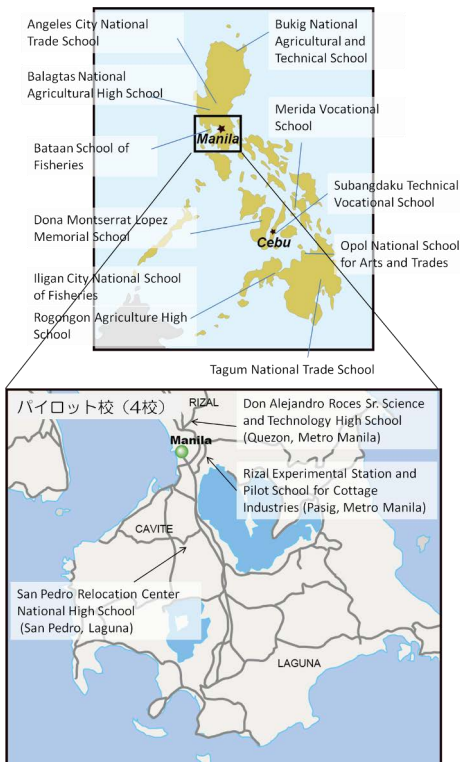 Angeles City National
Trade School
Bukig National
Agricultural and
Technical School
Balagtas National
Agricultural High School
Merida Vocational
School
Manila
Bataan School of
Fisheries
Subangdaku Technical
Vocational School
Dona Montserrat Lopez
Memorial School
Cebu
Opol National School
for Arts and Trades
Iligan City National School
of Fisheries
Rogongon Agriculture High
School
Tagum National Trade School
パイロット校（4校）
RIZAL
Don Alejandro Roces Sr. Science
and Technology High School
(Quezon, Metro Manila)
Manila
Rizal Experimental Station and
Pilot School for Cottage
Industries (Pasig, Metro Manila)
CAVITE
San Pedro Relocation Center
National High School
(San Pedro, Laguna)
LAGUNA